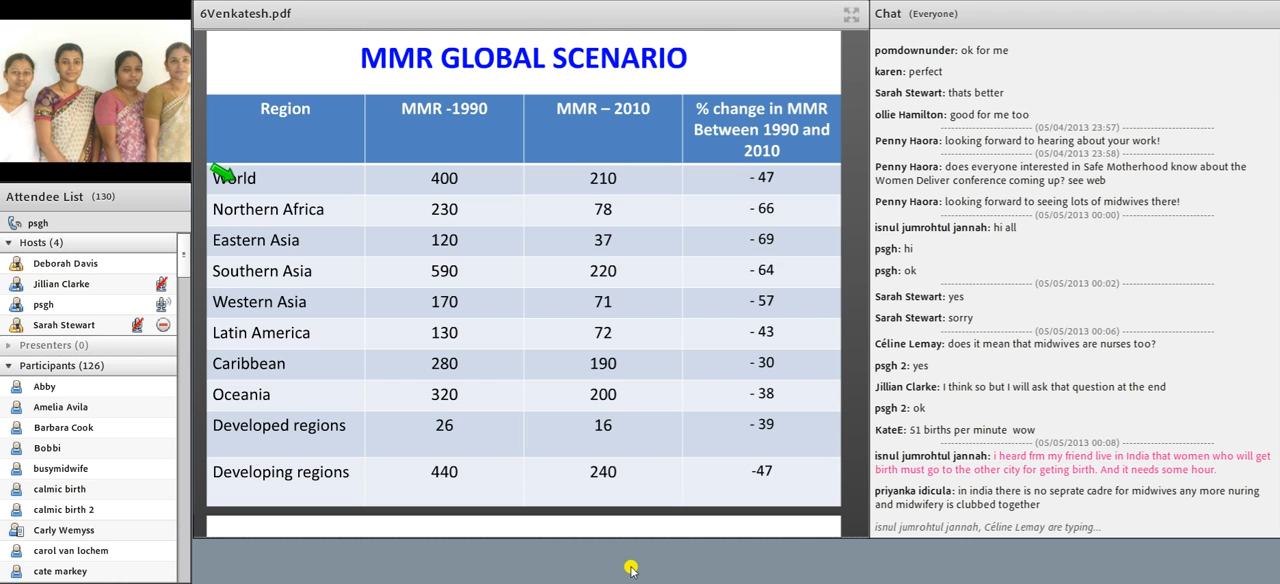 6Venkatesh.pdf
MMR GLOBAL SCENARIO
Region MMR -1990 MMR – 2010 % change in MMR
Between 1990 and
2010
World 400 210 - 47
Northern Africa 230 78 - 66
Eastern Asia 120 37 - 69
Southern Asia 590 220 - 64
Western Asia 170 71 - 57
Latin America 130 72 - 43
Caribbean 280 190 - 30
Oceania 320 200 - 38
Developed regions 26 16 - 39
Developing regions 440 240 -47
Attendee List (130)
psgh
Hosts (4)
Deborah Davis
Jillian Clarke
psgh
Sarah Stewart
Presenters (0)
Participants (126)
Abby
Amelia Avila
Barbara Cook
Bobbi
busymidwife
calmic birth
calmic birth 2
Carly Wemyss
carol van lochem
cate markey
Chat (Everyone)
pomdownunder: ok for me
karen: perfect
Sarah Stewart: thats better
ollie Hamilton: good for me too
(05/04/2013 23:57)
Penny Haora: looking forward to hearing about your work!
(05/04/2013 23:58)
Penny Haora: does everyone interested in Safe Motherhood know about the
Women Deliver conference coming up? see web
Penny Haora: looking forward to seeing lots of midwives there!
(05/05/2013 00:00)
isnul jumrohtul jannah: hi all
psgh: hi
psgh: ok
(05/05/2013 00:02)
Sarah Stewart: yes
Sarah Stewart: sorry
(05/05/2013 00:06)
Céline Lemay: does it mean that midwives are nurses too?
psgh 2: yes
Jillian Clarke: I think so but I will ask that question at the end
psgh 2: ok
KateE: 51 births per minute wow
(05/05/2013 00:08)
isnul jumrohtul jannah: i heard frm my friend live in India that women who will get
birth must go to the other city for geting birth. And it needs some hour.
priyanka idicula: in india there is no seprate cadre for midwives any more nuring
and midwifery is clubbed together
isnul jumrohtul jannah, Céline Lemay are typing...